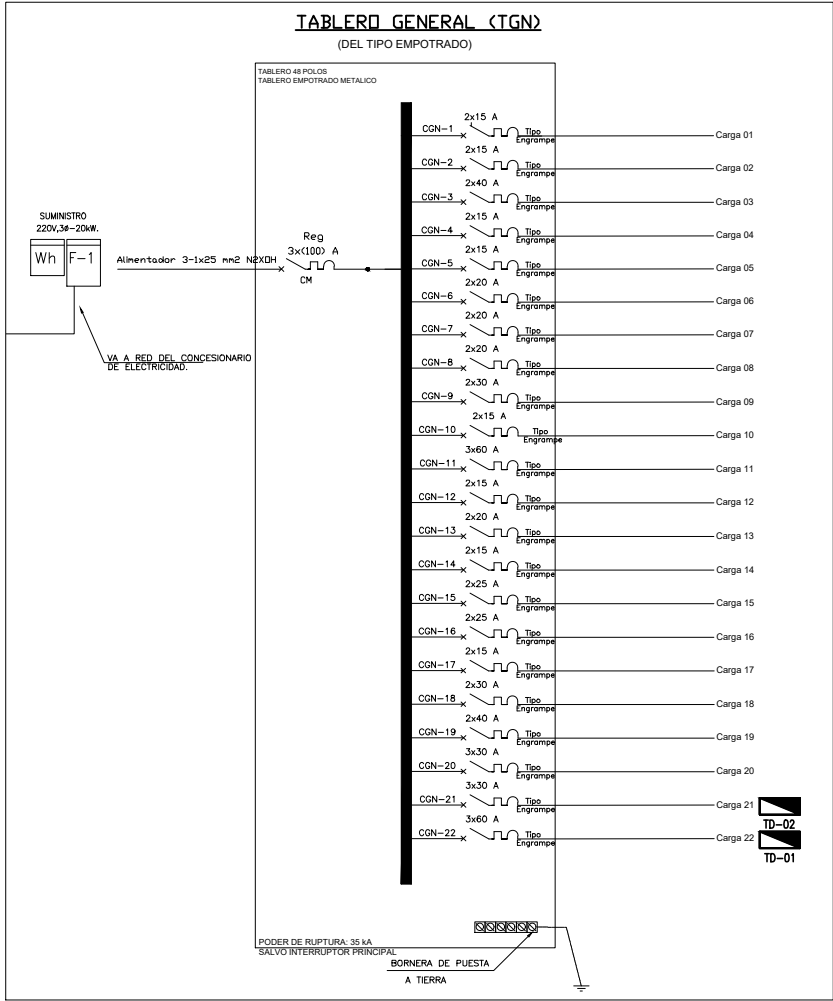 TABLERO GENERAL (TGN)
(DEL TIPO EMPOTRADO)
TABLERO 48 POLOS
TABLERO EMPOTRADO METALICO
SUMINISTRO
220V,3ø-20kW.
Wh
F-1
Alimentador 3-1x25 mm2 N2XOH
Reg
3x(100) A
CM
VA A RED DEL CONCESIONARIO
DE ELECTRICIDAD.
CGN-1 2x15 A Tipo Engrampe Carga 01
CGN-2 2x15 A Tipo Engrampe Carga 02
CGN-3 2x40 A Tipo Engrampe Carga 03
CGN-4 2x15 A Tipo Engrampe Carga 04
CGN-5 2x15 A Tipo Engrampe Carga 05
CGN-6 2x20 A Tipo Engrampe Carga 06
CGN-7 2x20 A Tipo Engrampe Carga 07
CGN-8 2x20 A Tipo Engrampe Carga 08
CGN-9 2x30 A Tipo Engrampe Carga 09
CGN-10 2x15 A Tipo Engrampe Carga 10
CGN-11 3x60 A Tipo Engrampe Carga 11
CGN-12 2x15 A Tipo Engrampe Carga 12
CGN-13 2x20 A Tipo Engrampe Carga 13
CGN-14 2x15 A Tipo Engrampe Carga 14
CGN-15 2x25 A Tipo Engrampe Carga 15
CGN-16 2x25 A Tipo Engrampe Carga 16
CGN-17 2x15 A Tipo Engrampe Carga 17
CGN-18 2x30 A Tipo Engrampe Carga 18
CGN-19 2x40 A Tipo Engrampe Carga 19
CGN-20 3x30 A Tipo Engrampe Carga 20
CGN-21 3x30 A Tipo Engrampe Carga 21
TD-02
CGN-22 3x60 A Tipo Engrampe Carga 22
TD-01
PODER DE RUPTURA: 35 kA
SALVO INTERRUPTOR PRINCIPAL
BORNERA DE PUESTA
A TIERRA